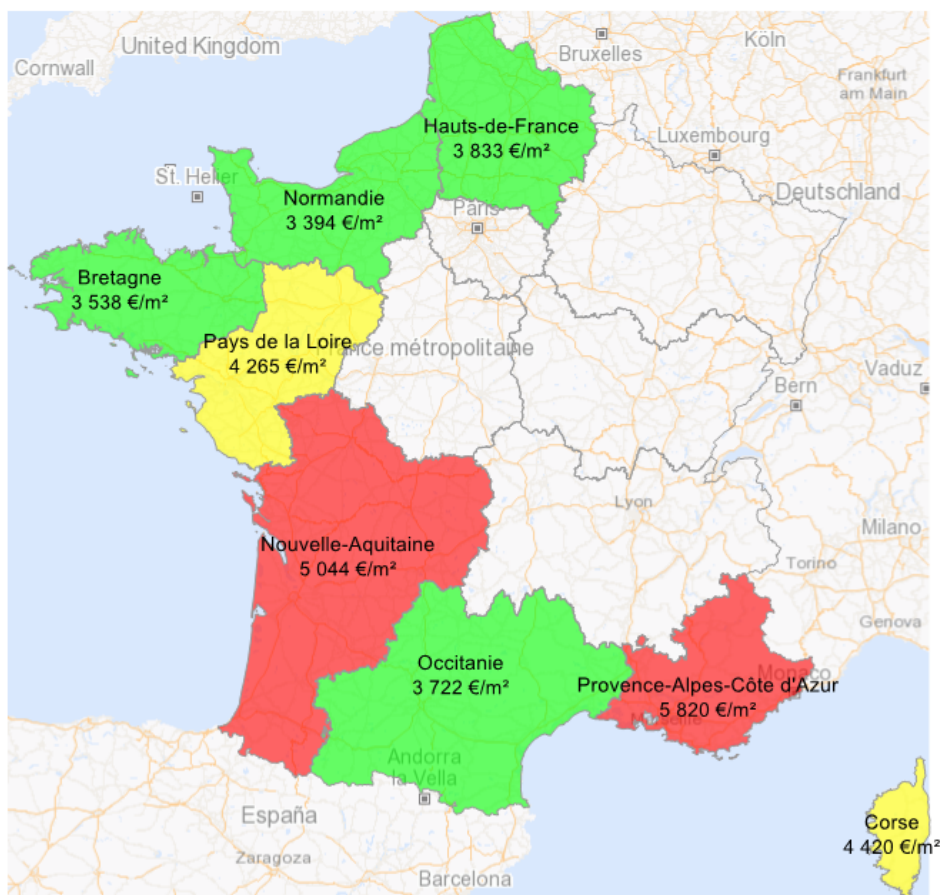 United Kingdom
Cornwall
Bruxelles
Köln
Frankfurt
am Main
Hauts-de-France
3 833 €/m²
Luxembourg
St. Helier
Deutschland
Normandie
3 394 €/m²
Paris
Bretagne
3 538 €/m²
Pays de la Loire
4 265 €/m²
France métropolitaine
Vaduz
Bern
Lyon
Milano
Nouvelle-Aquitaine
5 044 €/m²
Torino
Genova
Occitanie
3 722 €/m²
Monaco
Provence-Alpes-Côte d'Azur
5 820 €/m²
Marseille
Andorra
la Vella
España
Corse
4 420 €/m²
Zaragoza
Barcelona